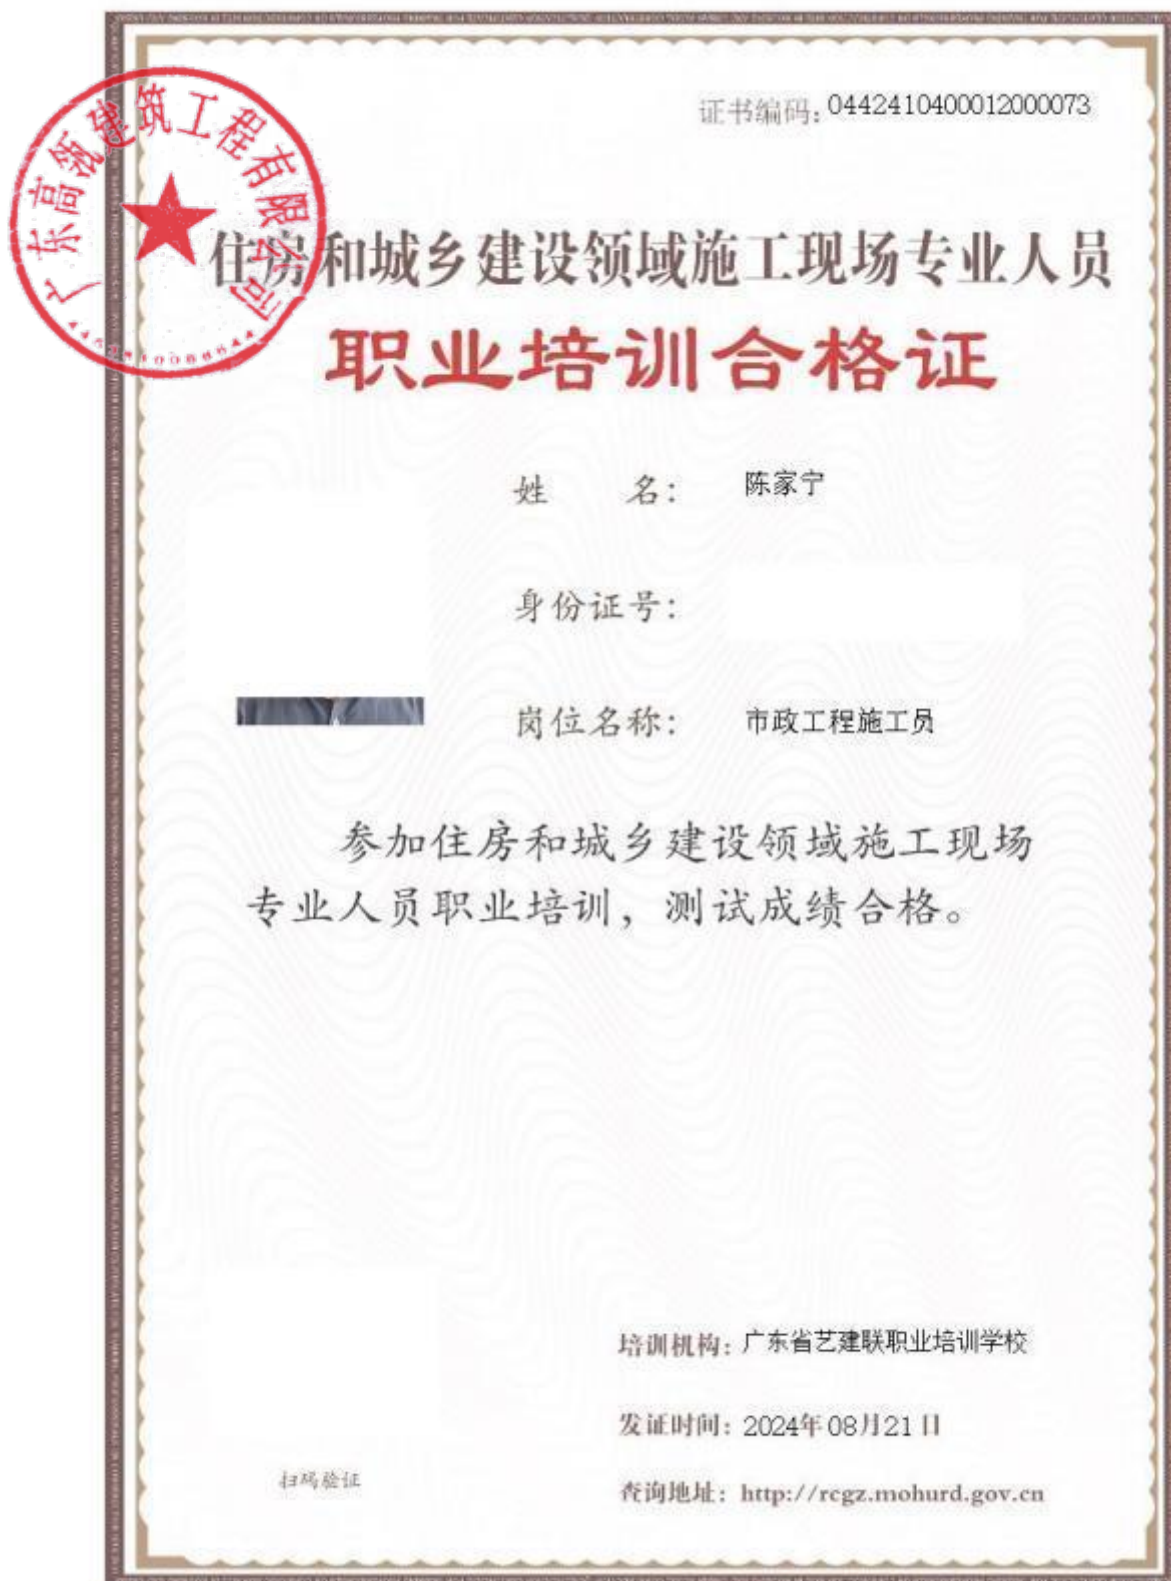 证书编码: 0442410400012000073
广东高筑建筑工程有限公司
住房和城乡建设领域施工现场专业人员
职业培训合格证
姓 名: 陈家宁
身份证号:
岗位名称: 市政工程施工员
参加住房和城乡建设领域施工现场
专业人员职业培训，测试成绩合格。
培训机构: 广东省艺建联职业培训学校
发证时间: 2024年08月21日
扫码验证
查询地址: http://rcgz.mohurd.gov.cn